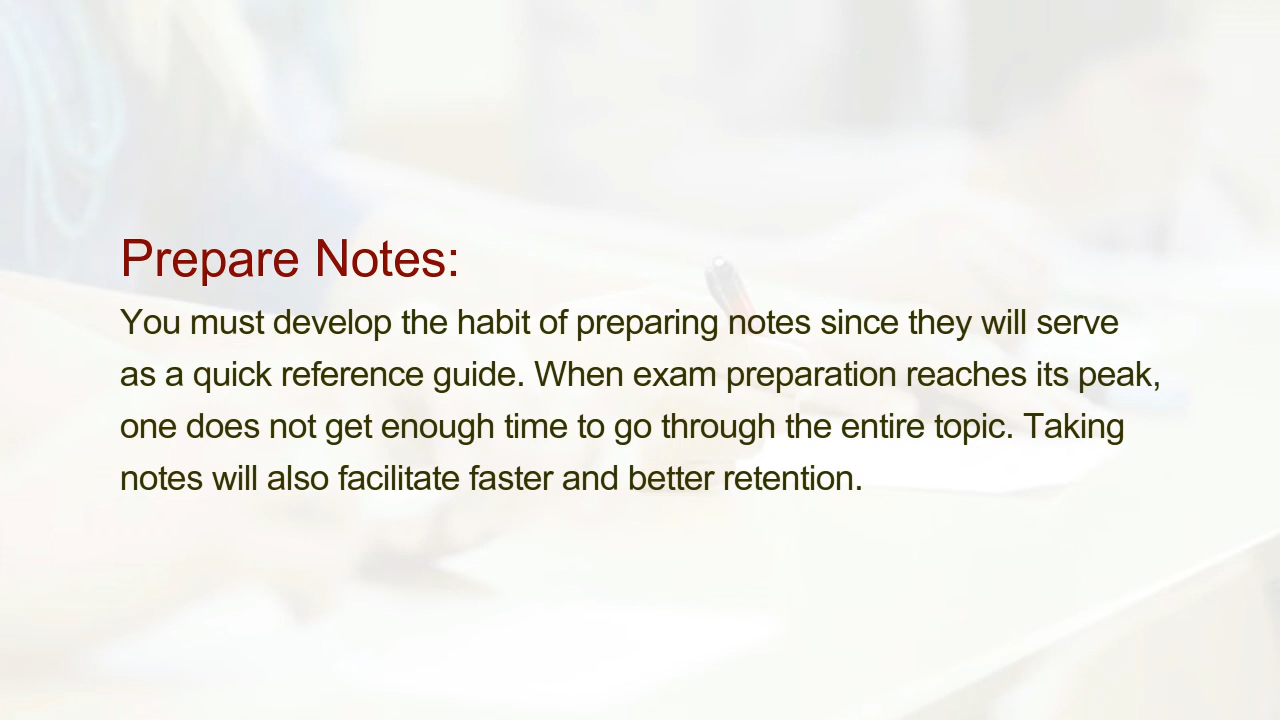 Prepare Notes:
You must develop the habit of preparing notes since they will serve
as a quick reference guide. When exam preparation reaches its peak,
one does not get enough time to go through the entire topic. Taking
notes will also facilitate faster and better retention.